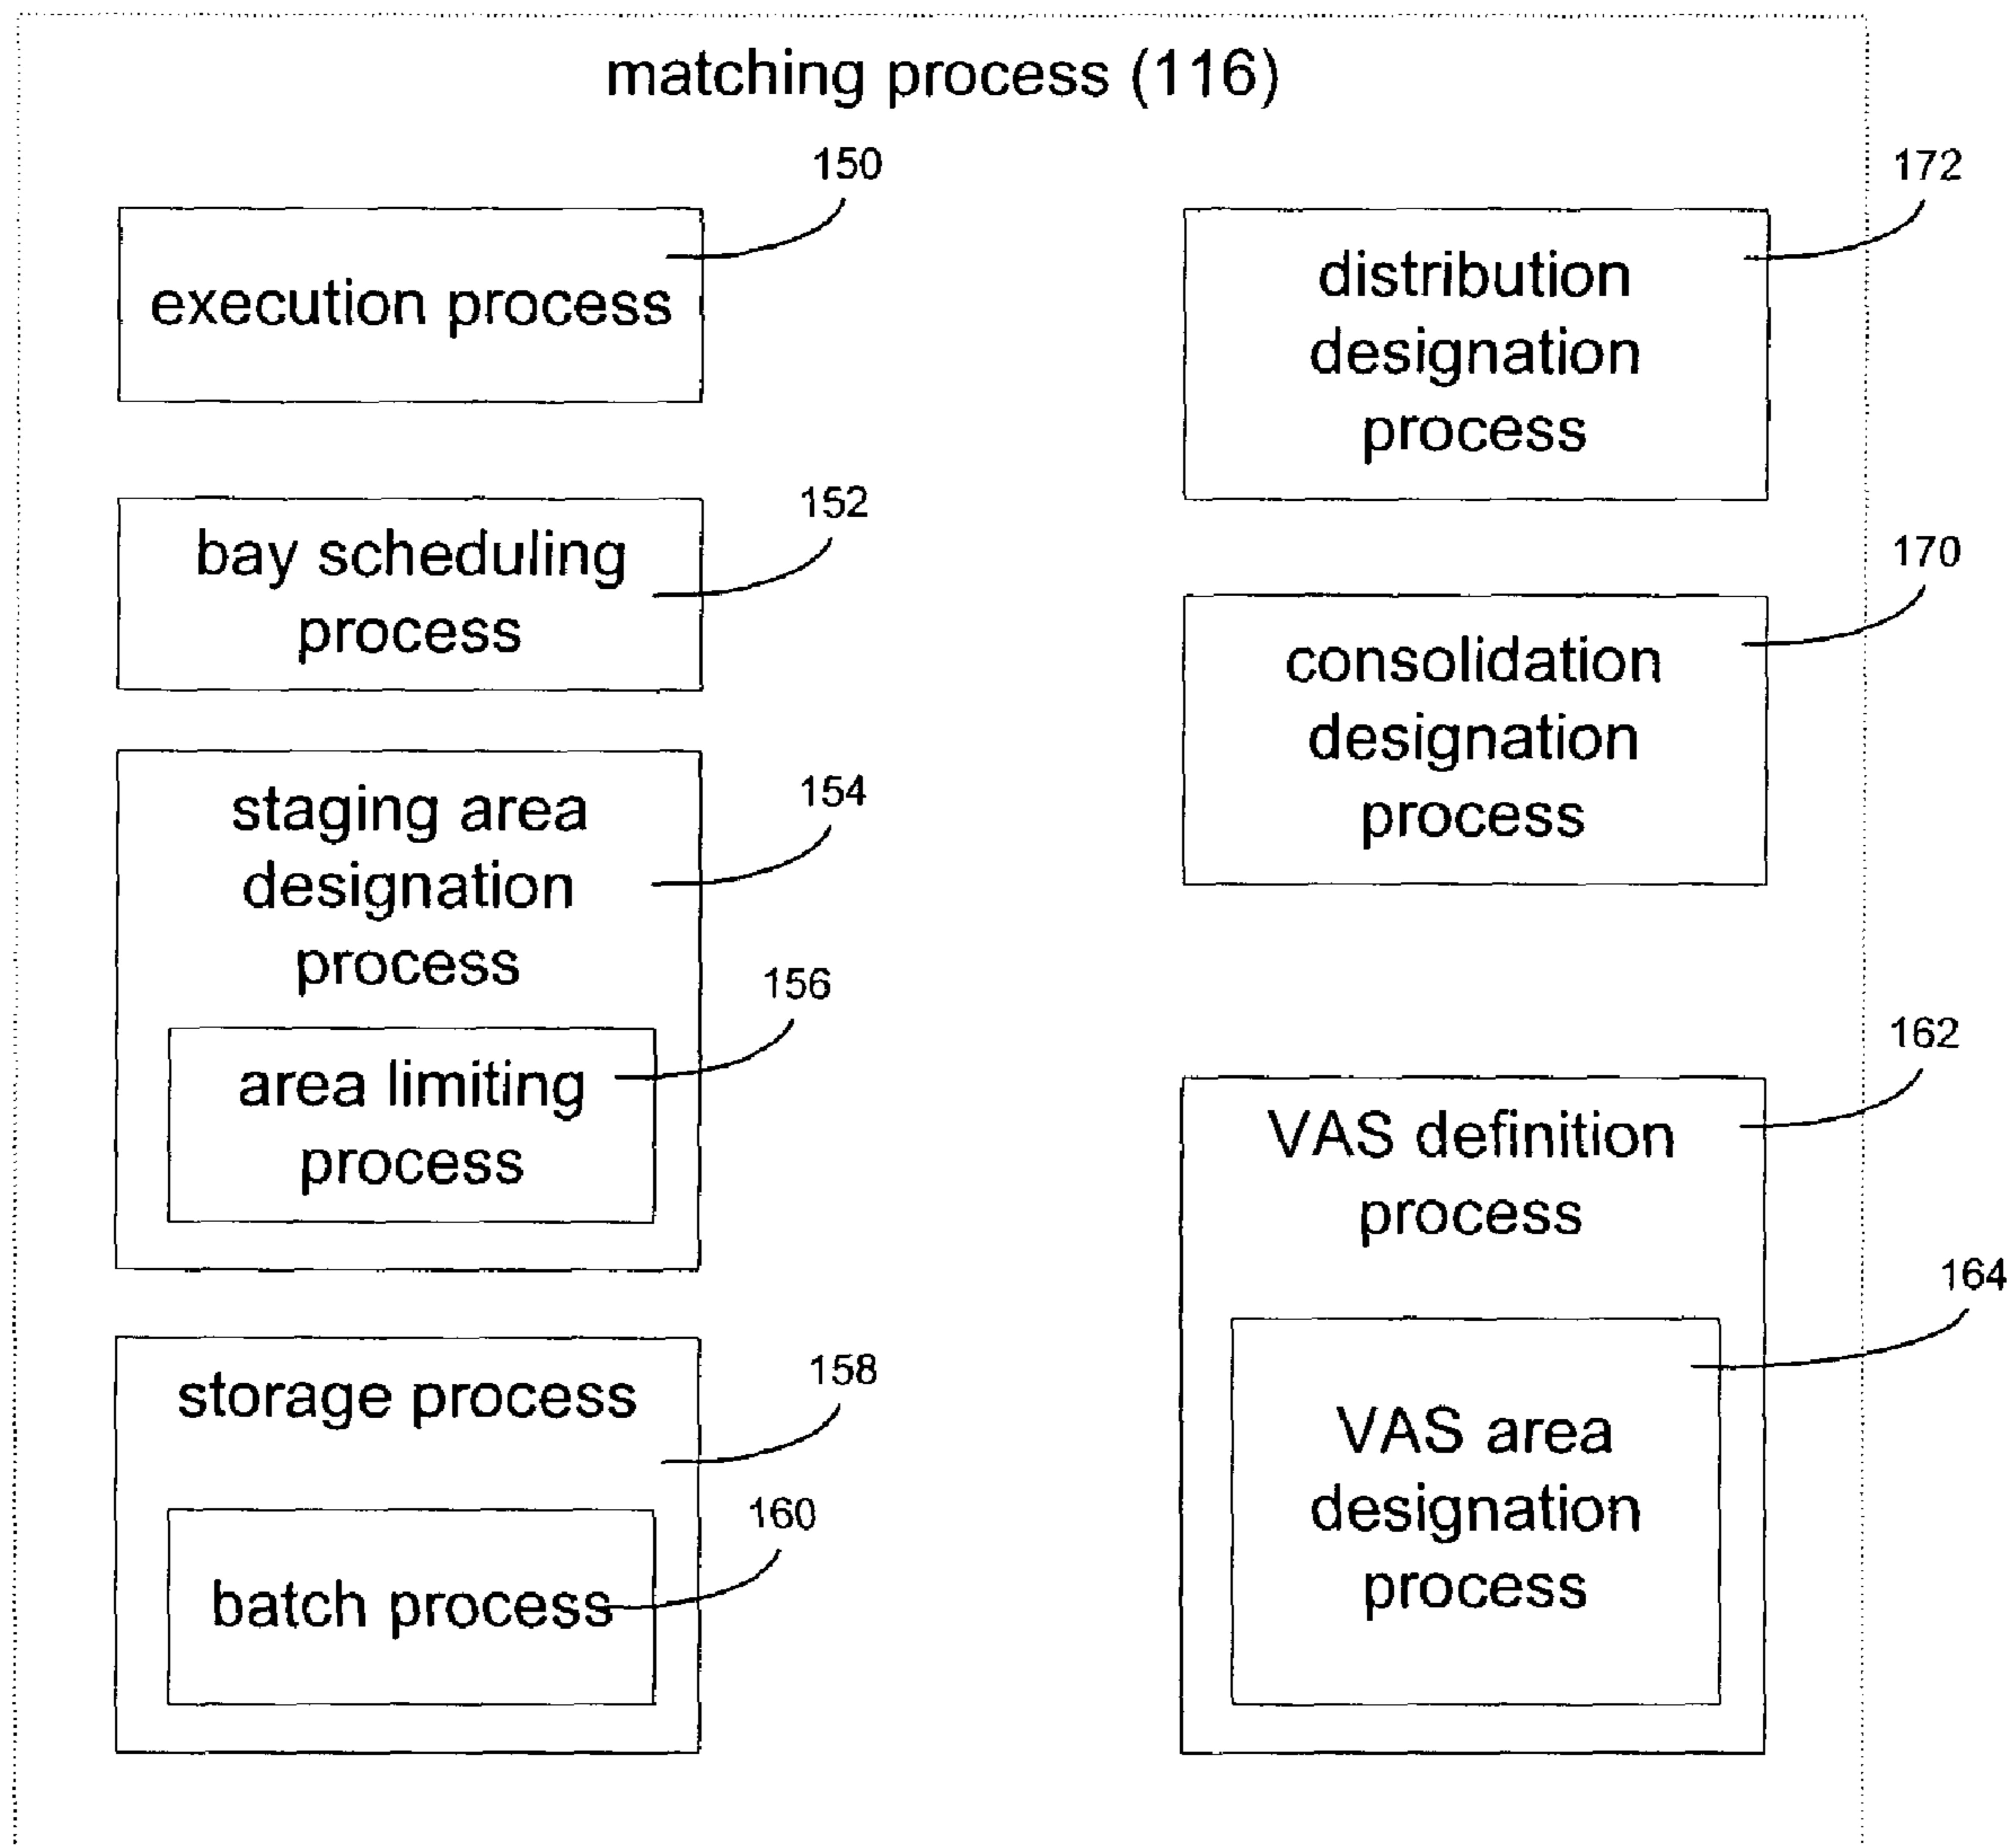 matching process (116)
150
execution process
152
bay scheduling
process
154
staging area
designation
process
156
area limiting
process
158
storage process
160
batch process
172
distribution
designation
process
170
consolidation
designation
process
162
VAS definition
process
164
VAS area
designation
process